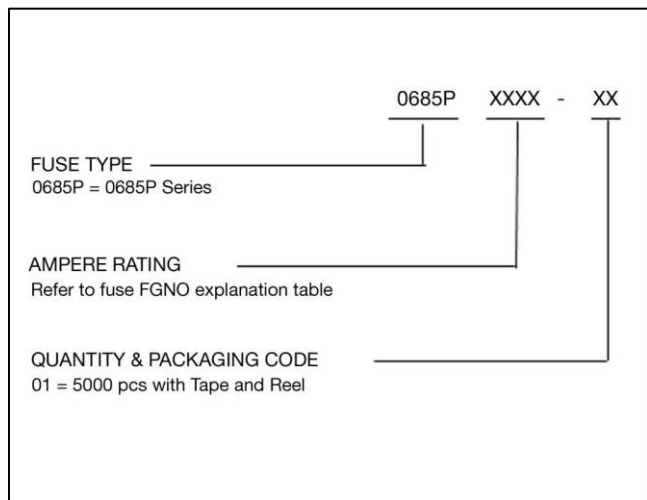 0685P XXXX - XX
FUSE TYPE
0685P = 0685P Series
AMPERE RATING
Refer to fuse FGNO explanation table
QUANTITY & PACKAGING CODE
01 = 5000 pcs with Tape and Reel